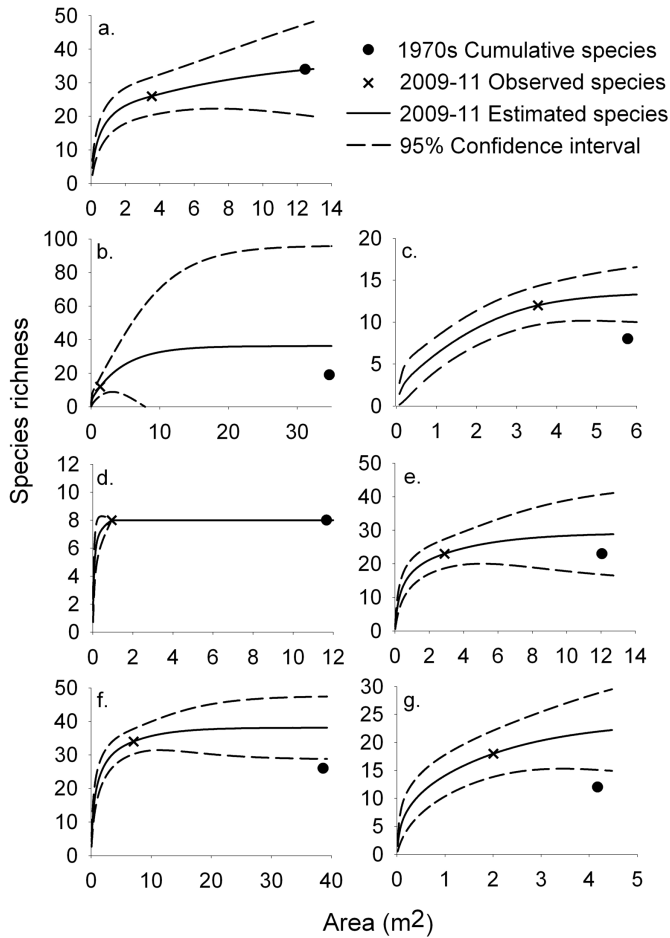 a.
50
40
30
20
10
0
0 2 4 6 8 10 12 14
1970s Cumulative species
2009-11 Observed species
2009-11 Estimated species
95% Confidence interval
b.
100
80
60
40
20
0
0 10 20 30
c.
20
15
10
5
0
0 1 2 3 4 5 6
Species richness
d.
12
10
8
6
4
2
0
0 2 4 6 8 10 12
e.
50
40
30
20
10
0
0 2 4 6 8 10 12 14
f.
50
40
30
20
10
0
0 10 20 30 40
g.
30
25
20
15
10
5
0
0 1 2 3 4 5
Area (m2)